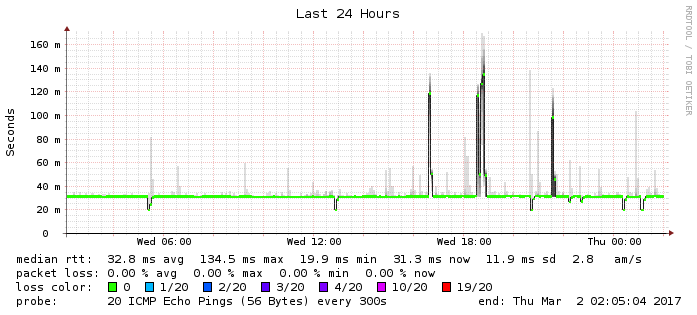 Last 24 Hours
RRDTOOL / TOBI OETIKER
Seconds
160 m
140 m
120 m
100 m
80 m
60 m
40 m
20 m
0
Wed 06:00 Wed 12:00 Wed 18:00 Thu 00:00
median rtt: 32.8 ms avg 134.5 ms max 19.9 ms min 31.3 ms now 11.9 ms sd 2.8 am/s
packet loss: 0.00 % avg 0.00 % max 0.00 % min 0.00 % now
loss color: 0 1/20 2/20 3/20 4/20 10/20 19/20
probe: 20 ICMP Echo Pings (56 Bytes) every 300s end: Thu Mar 2 02:05:04 2017